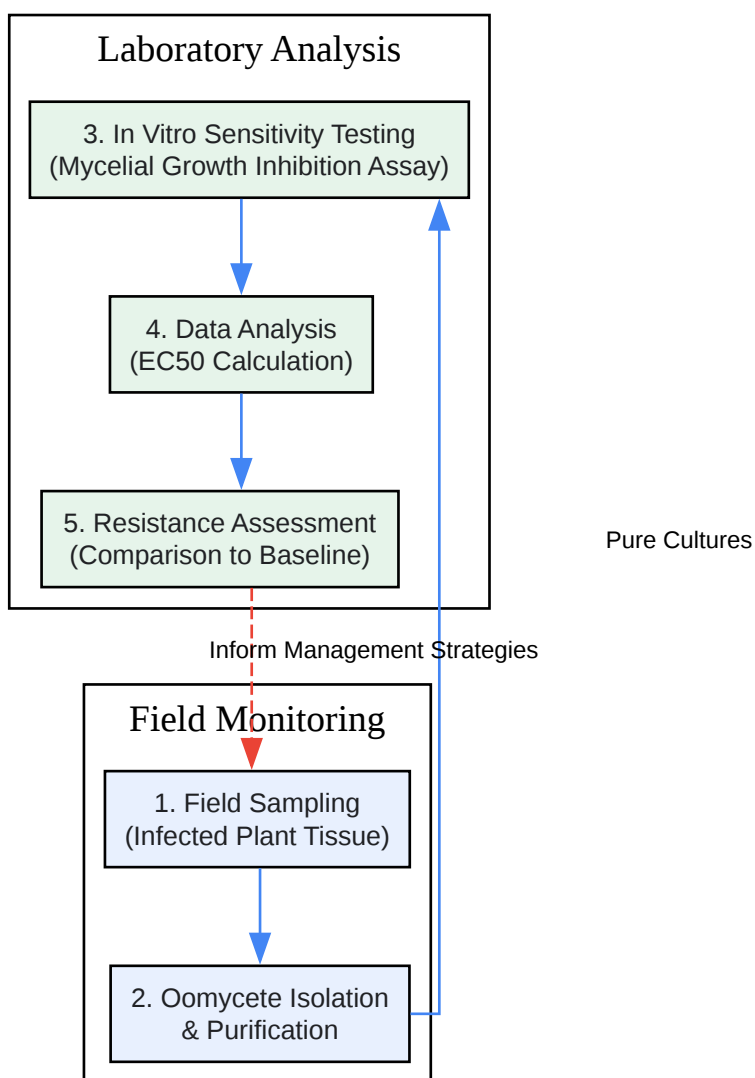 Laboratory Analysis
3. In Vitro Sensitivity Testing
(Mycelial Growth Inhibition Assay)
4. Data Analysis
(EC50 Calculation)
5. Resistance Assessment
(Comparison to Baseline)
Pure Cultures
Inform Management Strategies
Field Monitoring
1. Field Sampling
(Infected Plant Tissue)
2. Oomycete Isolation
& Purification